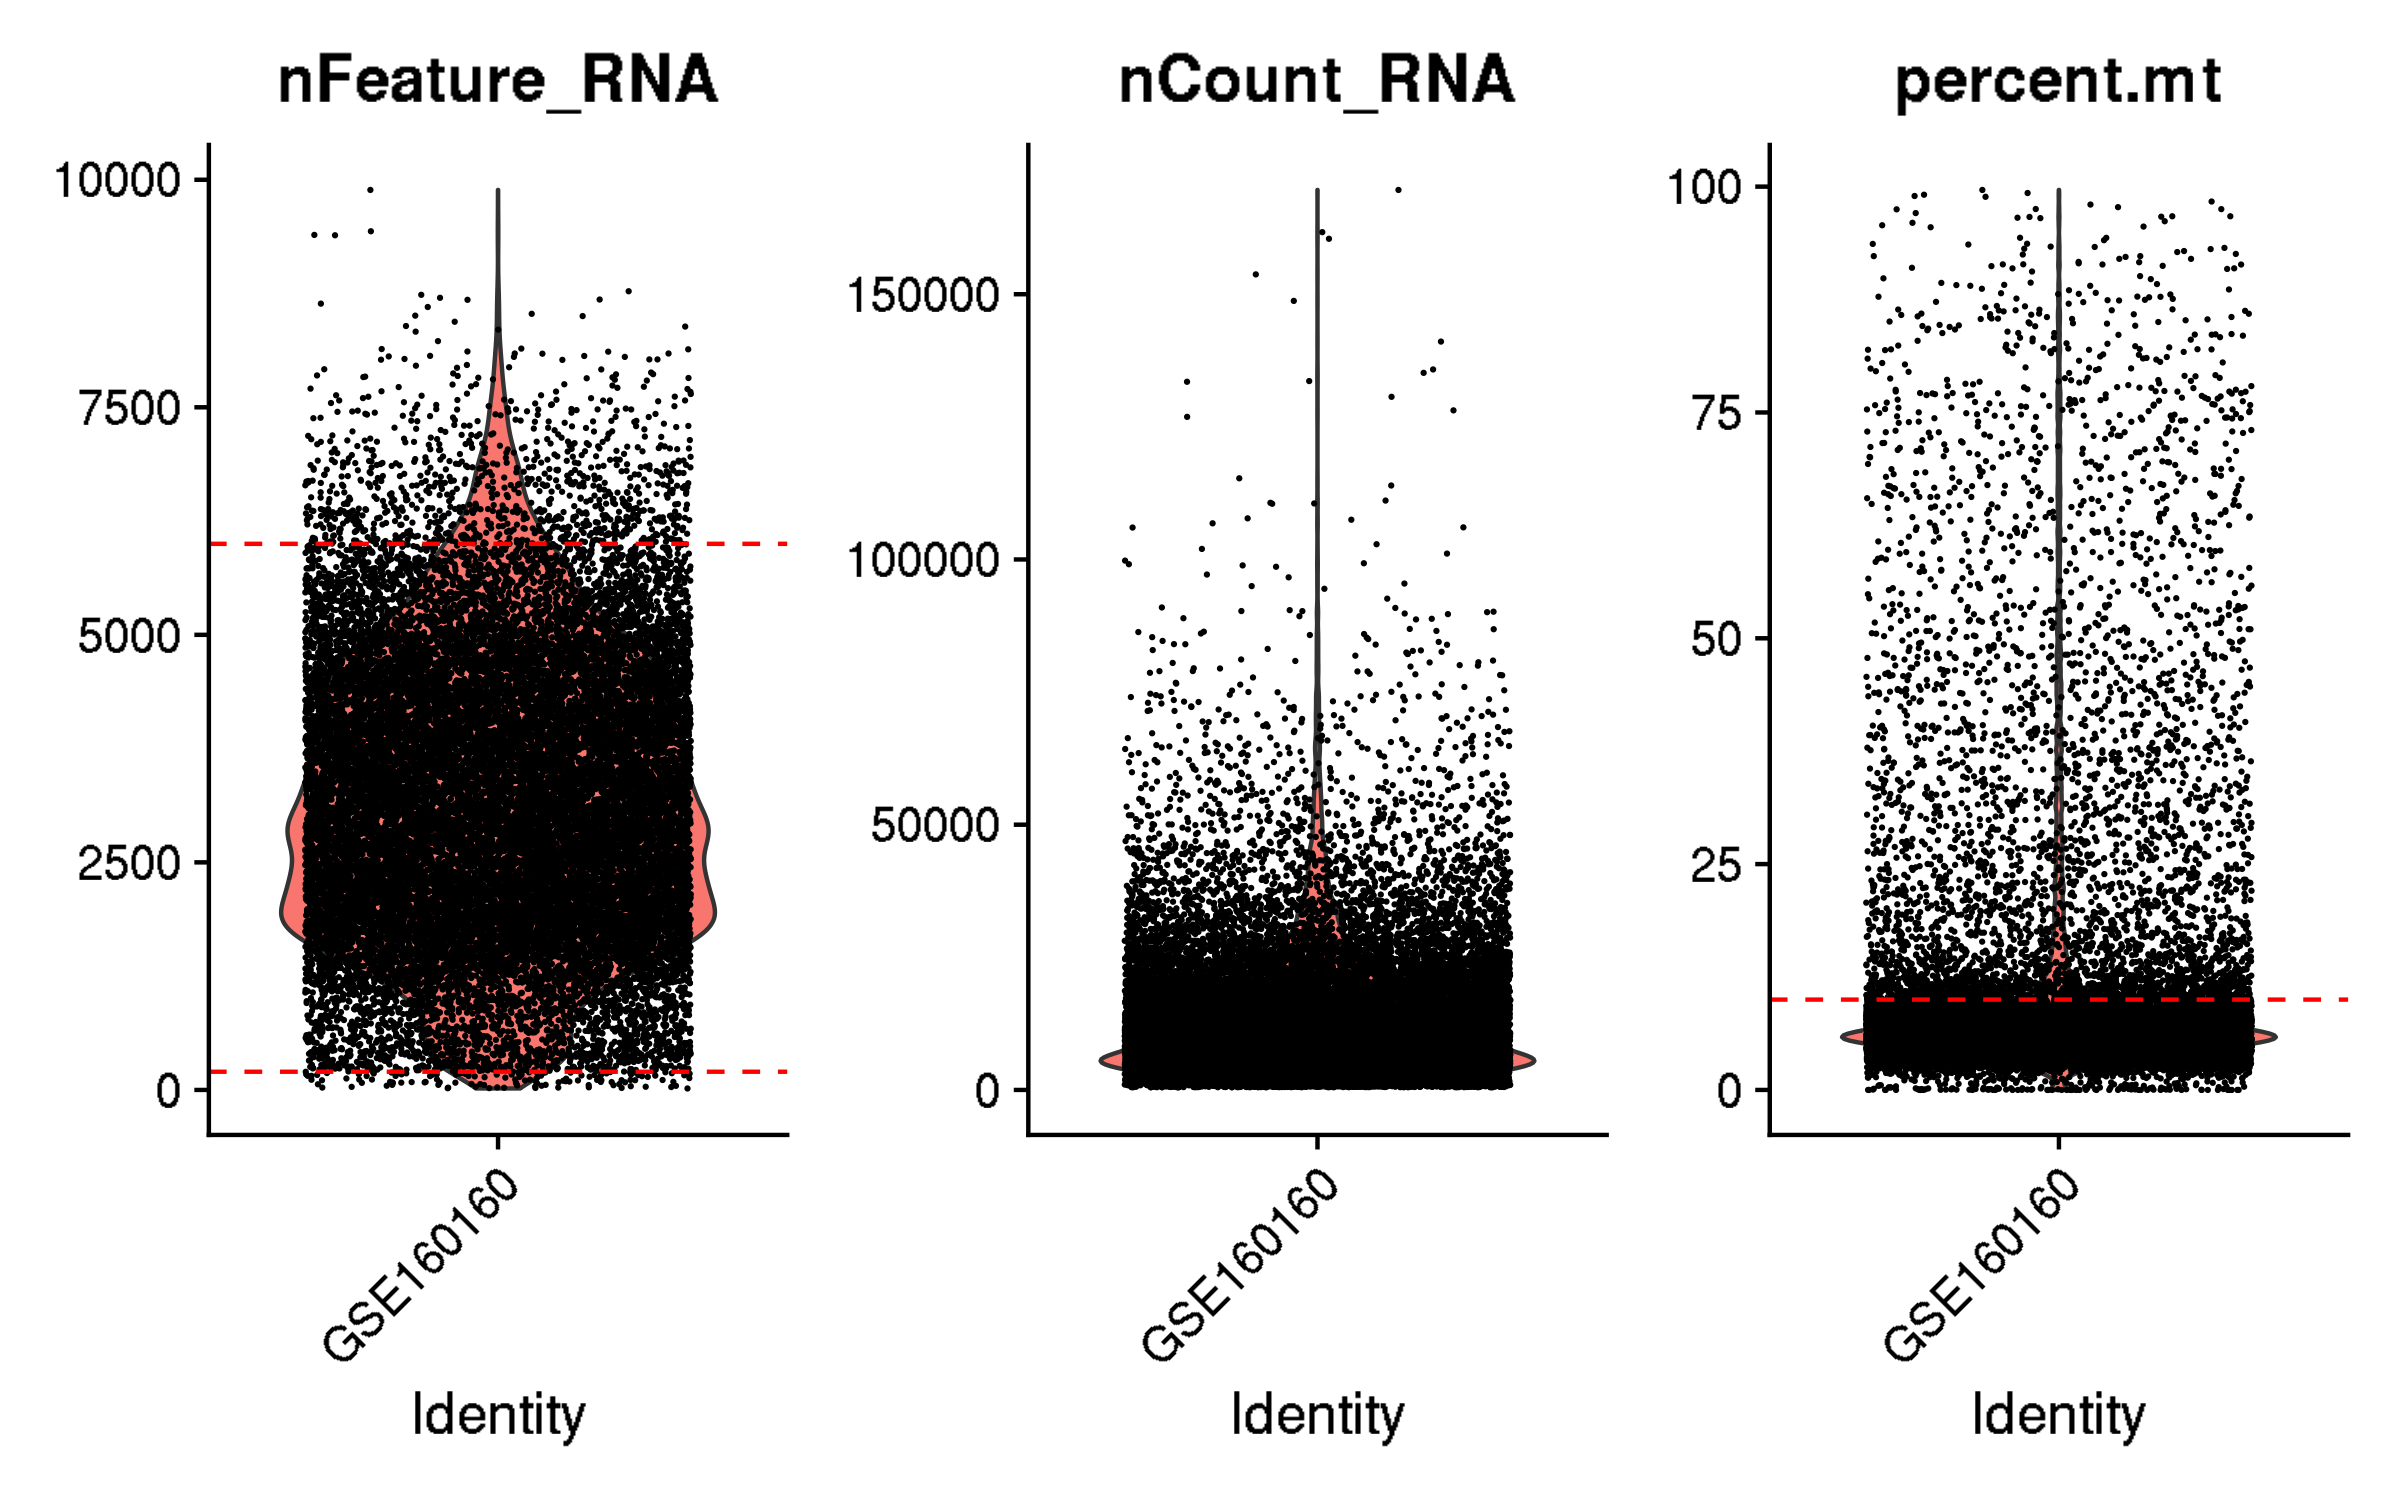 nFeature_RNA
10000
7500
5000
2500
0
GSE160160
Identity
nCount_RNA
150000
100000
50000
0
GSE160160
Identity
percent.mt
100
75
50
25
0
GSE160160
Identity